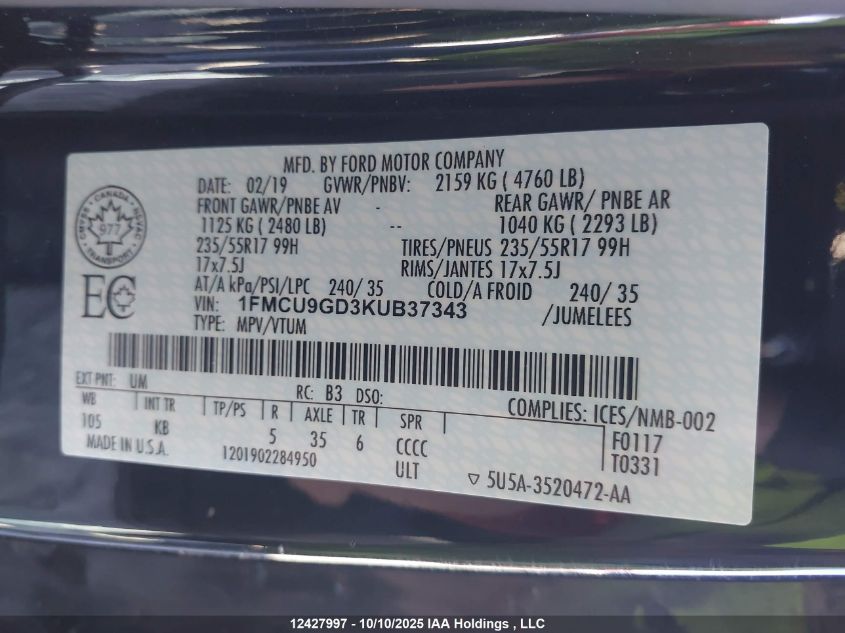 MFD. BY FORD MOTOR COMPANY
DATE: 02/19 GVWR/PNBV: 2159 KG ( 4760 LB)
FRONT GAWR/PNBE AV - REAR GAWR/ PNBE AR
1125 KG ( 2480 LB) -- 1040 KG ( 2293 LB)
235/55R17 99H TIRES/PNEUS 235/55R17 99H
17x7.5J RIMS/JANTES 17x7.5J
AT/A kPa/PSI/LPC 240/ 35 COLD/A FROID 240/ 35
VIN: 1FMCU9GD3KUB37343 /JUMELEES
TYPE: MPV/VTUM
CANADA
977
TRANSPORT
EC
EXT PNT: UM RC: B3 DSO: COMPLIES: ICES/NMB-002
WB INT TR TP/PS R AXLE TR SPR F0117
105 KB 5 35 6 CCCC T0331
MADE IN U.S.A. 1201902284950 ULT ▽ 5U5A-3520472-AA
12427997 - 10/10/2025 IAA Holdings , LLC